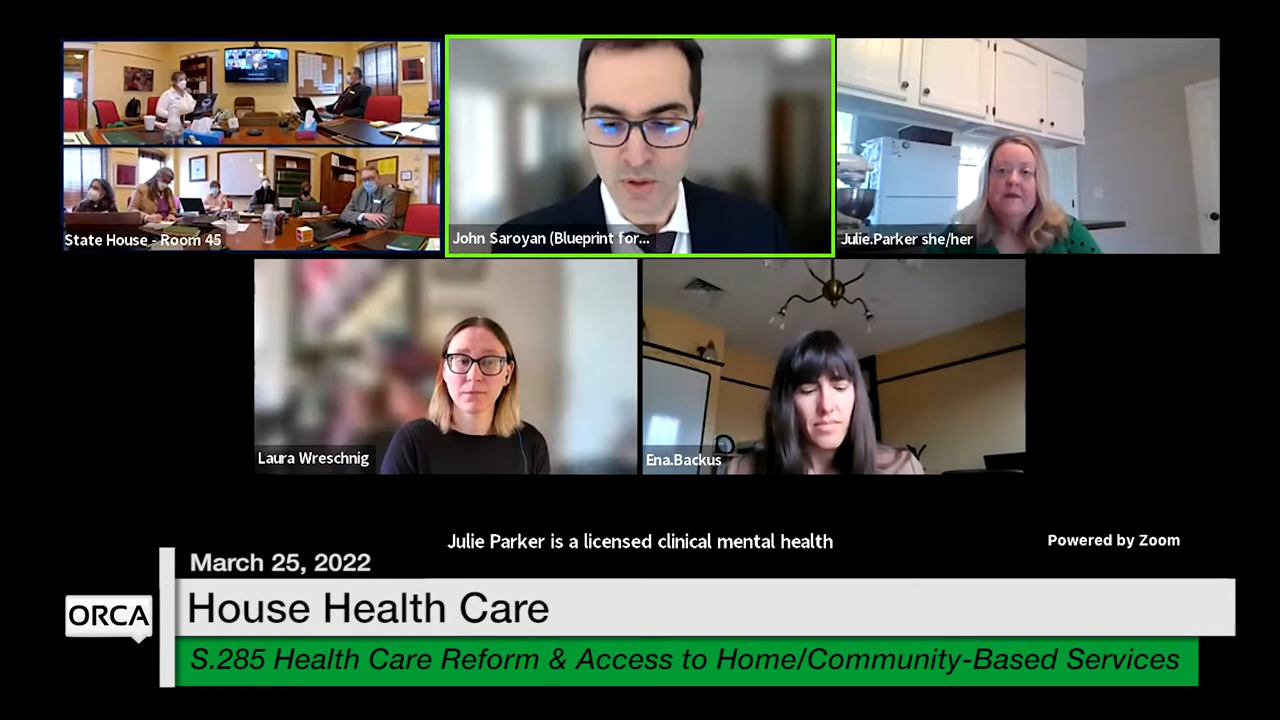 State House - Room 45
John Saroyan (Blueprint for...
Julie.Parker she/her
Laura Wreschnig
Ena.Backus
Julie Parker is a licensed clinical mental health
Powered by Zoom
March 25, 2022
ORCA
House Health Care
S.285 Health Care Reform & Access to Home/Community-Based Services